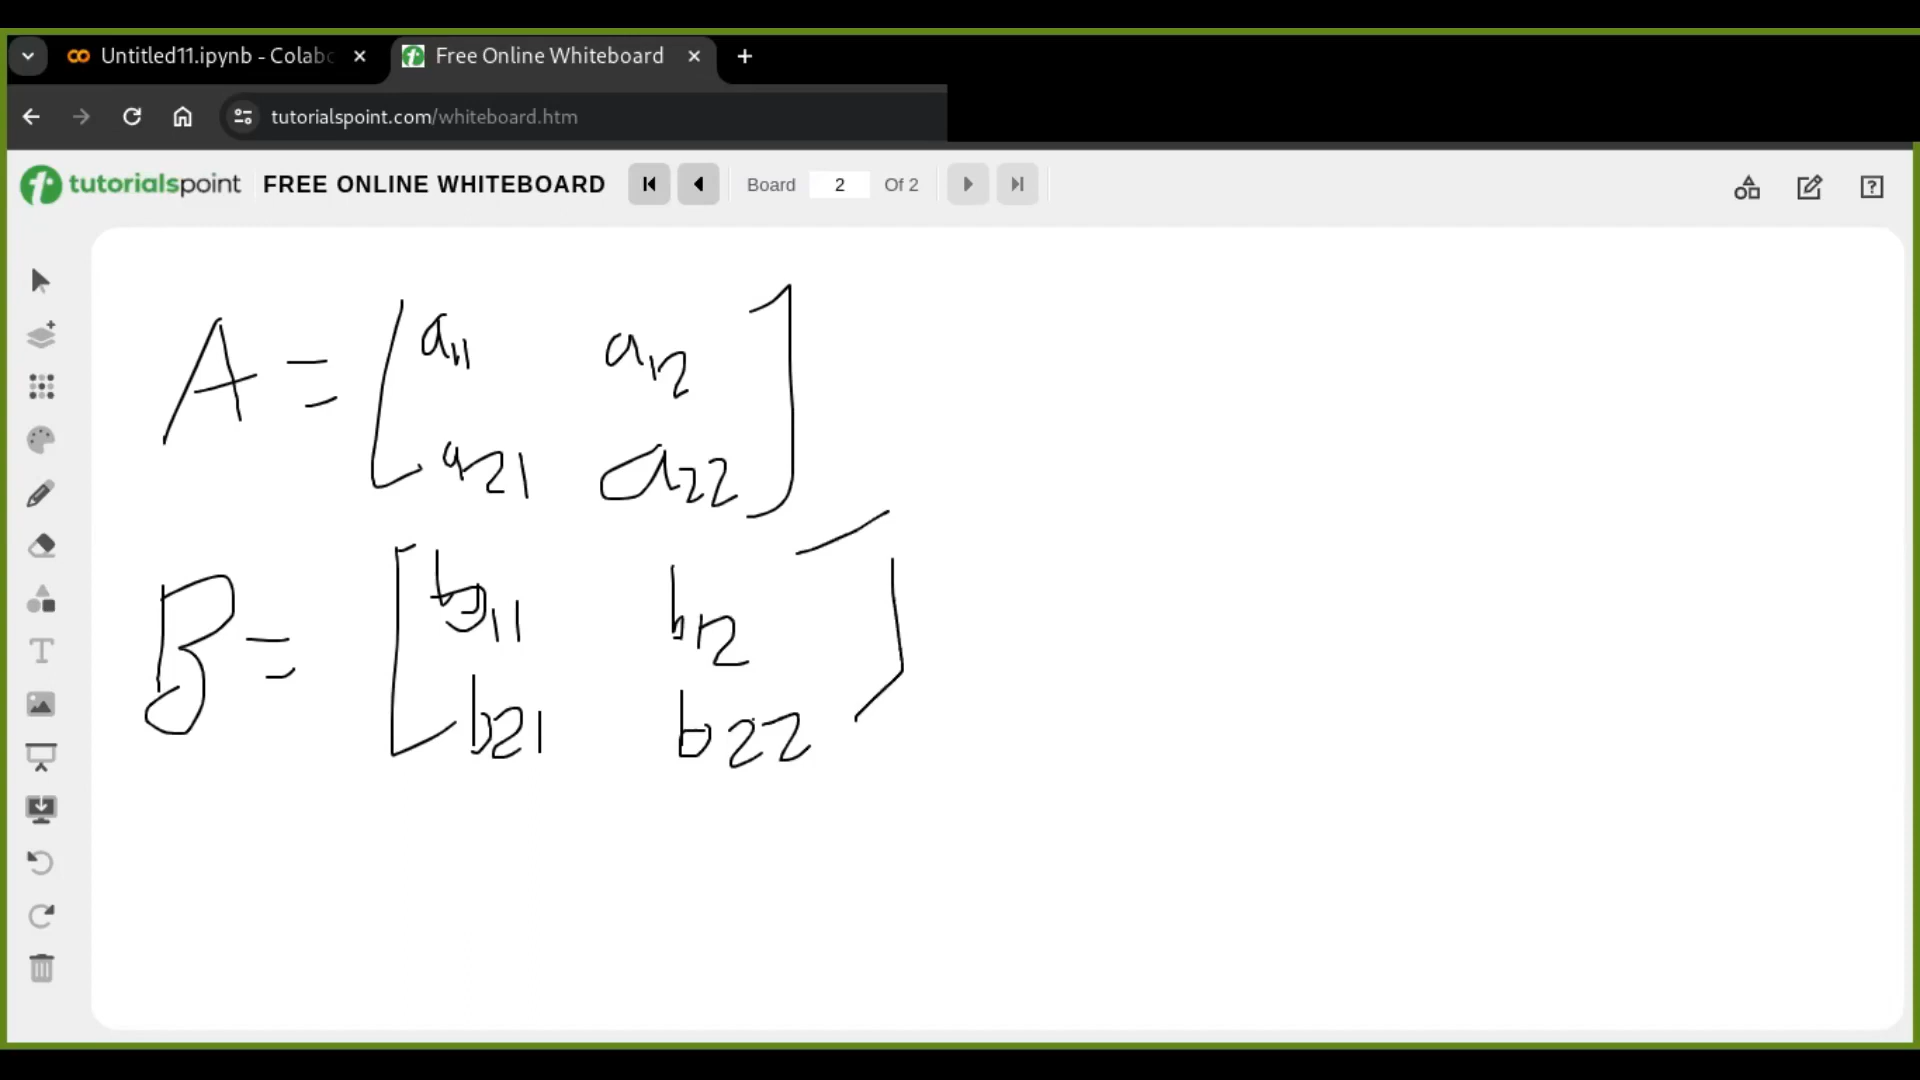 Untitled11.ipynb - Colab
Free Online Whiteboard
tutorialspoint.com/whiteboard.htm
tutorialspoint FREE ONLINE WHITEBOARD Board 2 Of 2
A = [ a11 a12
a21 a22 ]
B = [ b11 b12
b21 b22 ]